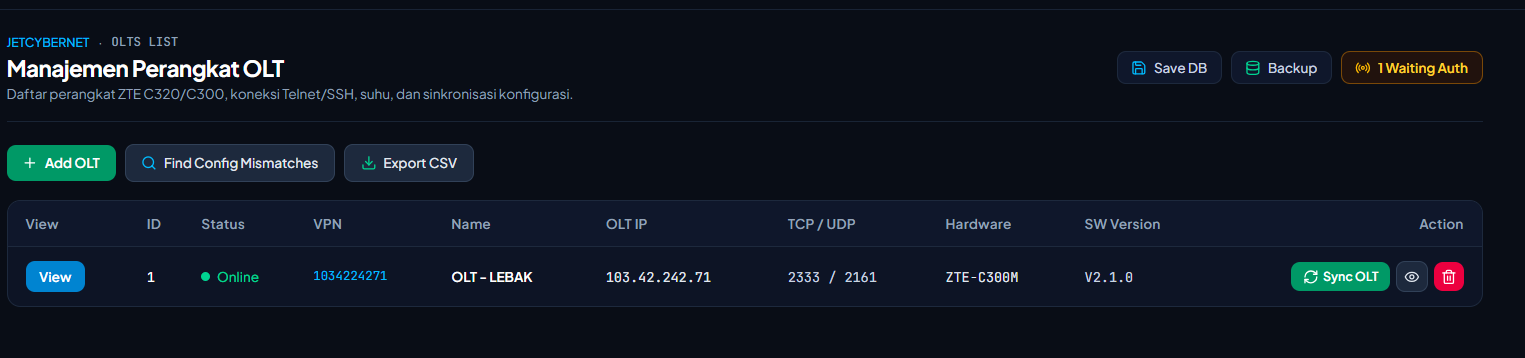 JETCYBERNET · OLTS LIST
Manajemen Perangkat OLT
Daftar perangkat ZTE C320/C300, koneksi Telnet/SSH, suhu, dan sinkronisasi konfigurasi.
Save DB Backup 1 Waiting Auth
+ Add OLT Find Config Mismatches Export CSV
View ID Status VPN Name OLT IP TCP / UDP Hardware SW Version Action
View 1 Online 1034224271 OLT - LEBAK 103.42.242.71 2333 / 2161 ZTE-C300M V2.1.0 Sync OLT